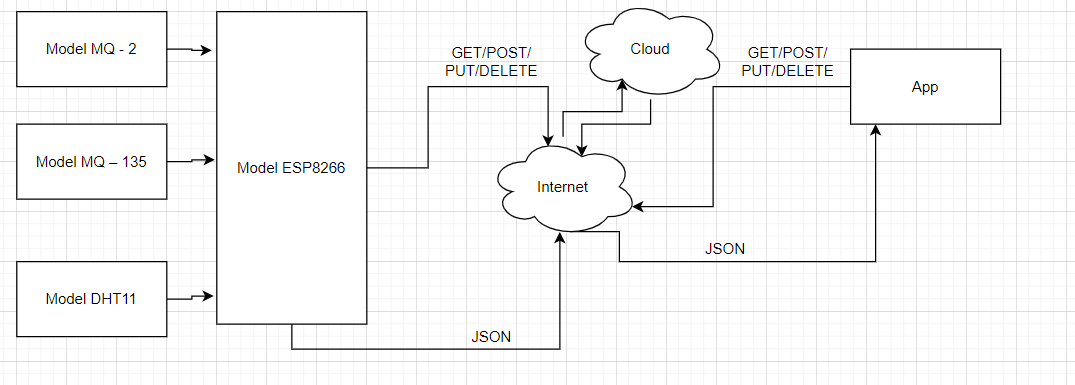 Model MQ - 2
Model MQ – 135
Model DHT11
Model ESP8266
GET/POST/
PUT/DELETE
Cloud
Internet
JSON
GET/POST/
PUT/DELETE
App
JSON